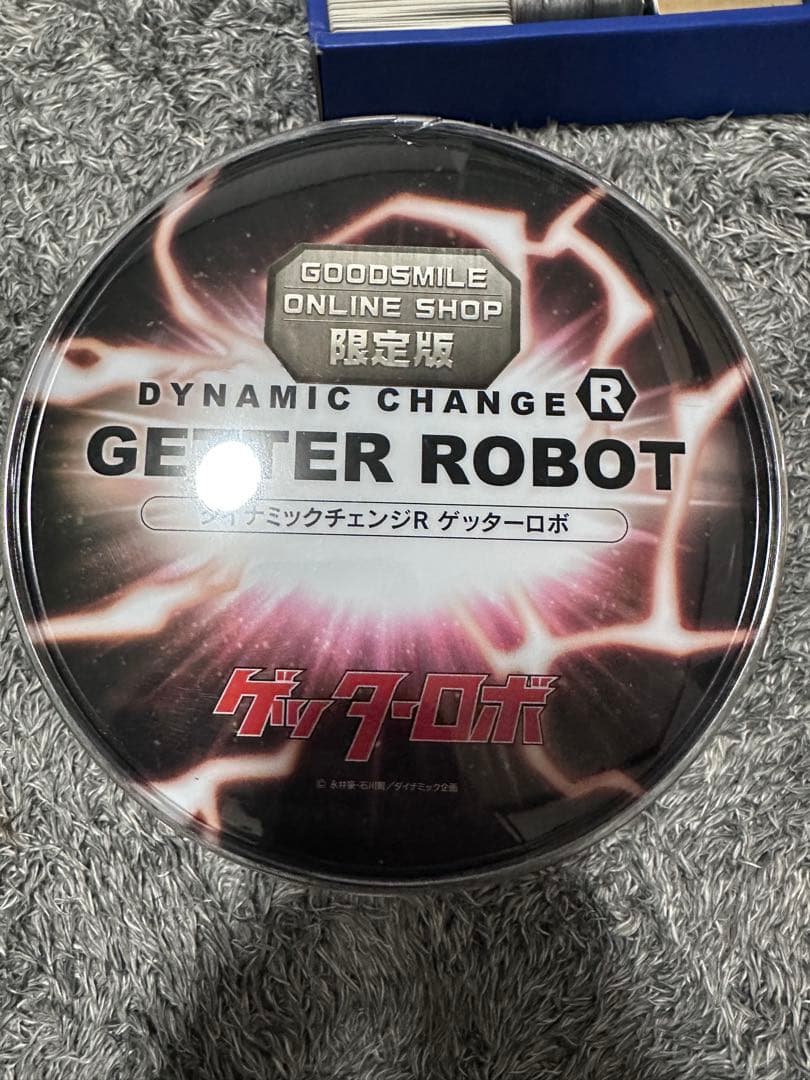 GOODSMILE
ONLINE SHOP
限定版
DYNAMIC CHANGE R
GETTER ROBOT
ダイナミックチェンジR ゲッターロボ
ゲッターロボ
© 永井豪・石川賢/ダイナミック企画